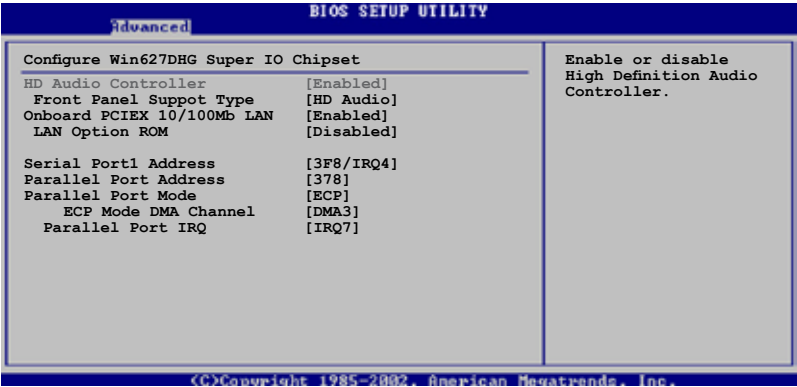 BIOS SETUP UTILITY
Advanced
Configure Win627DHG Super IO Chipset
HD Audio Controller [Enabled]
Front Panel Suppot Type [HD Audio]
Onboard PCIEX 10/100Mb LAN [Enabled]
LAN Option ROM [Disabled]
Serial Port1 Address [3F8/IRQ4]
Parallel Port Address [378]
Parallel Port Mode [ECP]
ECP Mode DMA Channel [DMA3]
Parallel Port IRQ [IRQ7]
Enable or disable
High Definition Audio
Controller.
(C)Copyright 1985-2002, American Megatrends, Inc.